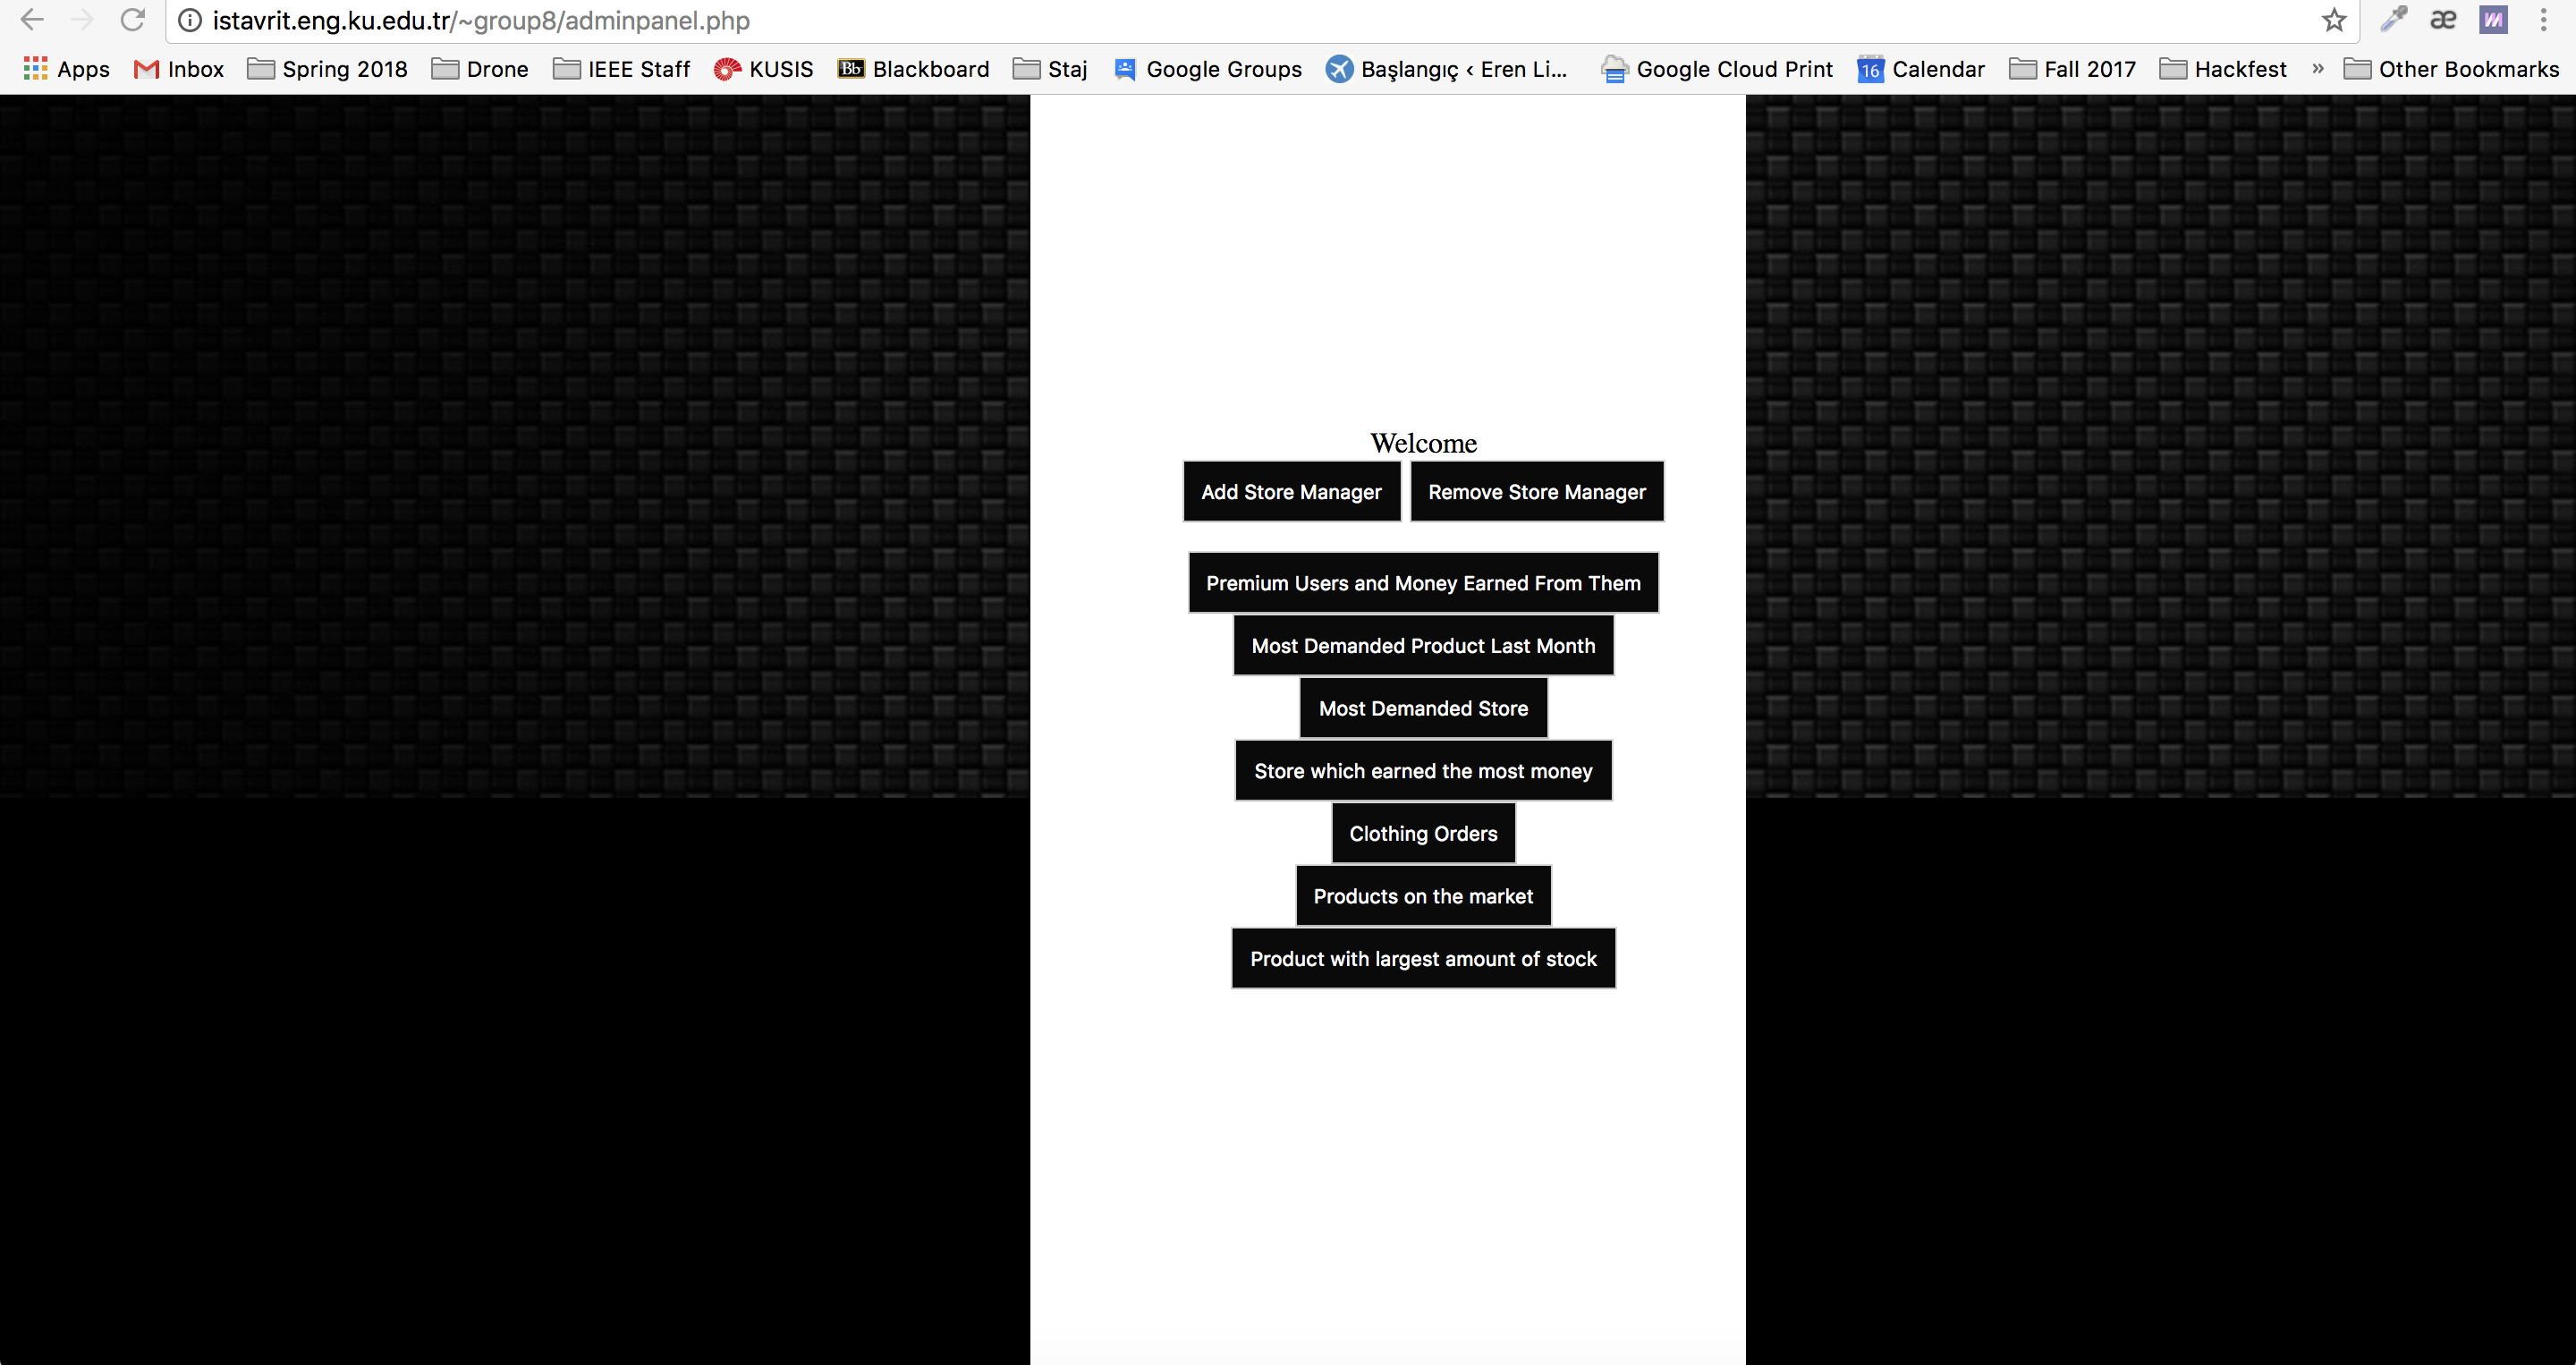 istavrit.eng.ku.edu.tr/~group8/adminpanel.php
Apps Inbox Spring 2018 Drone IEEE Staff KUSIS Bb Blackboard Staj Google Groups Başlangıç ‹ Eren Li... Google Cloud Print 16 Calendar Fall 2017 Hackfest » Other Bookmarks
Welcome
Add Store Manager Remove Store Manager
Premium Users and Money Earned From Them
Most Demanded Product Last Month
Most Demanded Store
Store which earned the most money
Clothing Orders
Products on the market
Product with largest amount of stock